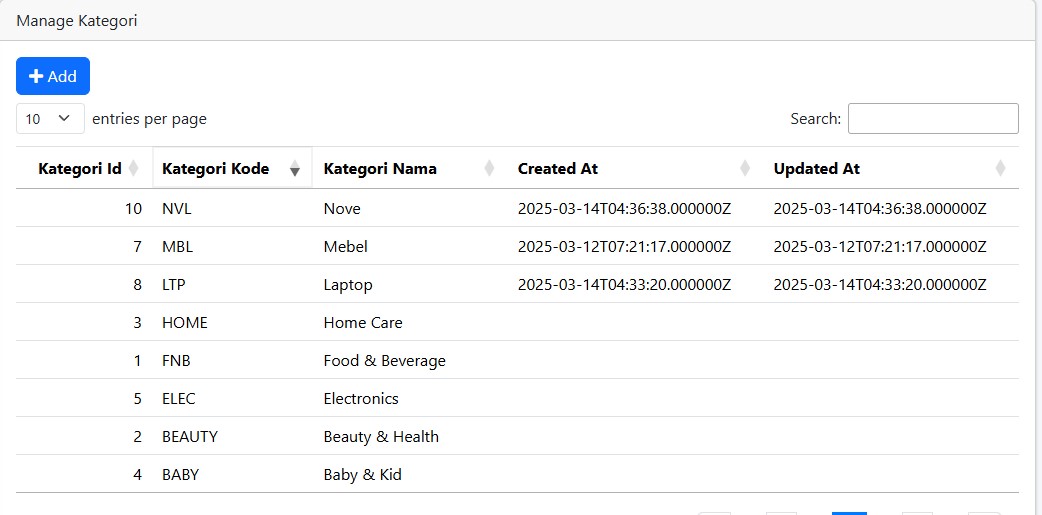 Manage Kategori
Add
10 entries per page Search:
Kategori Id Kategori Kode Kategori Nama Created At Updated At
10 NVL Nove 2025-03-14T04:36:38.000000Z 2025-03-14T04:36:38.000000Z
7 MBL Mebel 2025-03-12T07:21:17.000000Z 2025-03-12T07:21:17.000000Z
8 LTP Laptop 2025-03-14T04:33:20.000000Z 2025-03-14T04:33:20.000000Z
3 HOME Home Care
1 FNB Food & Beverage
5 ELEC Electronics
2 BEAUTY Beauty & Health
4 BABY Baby & Kid